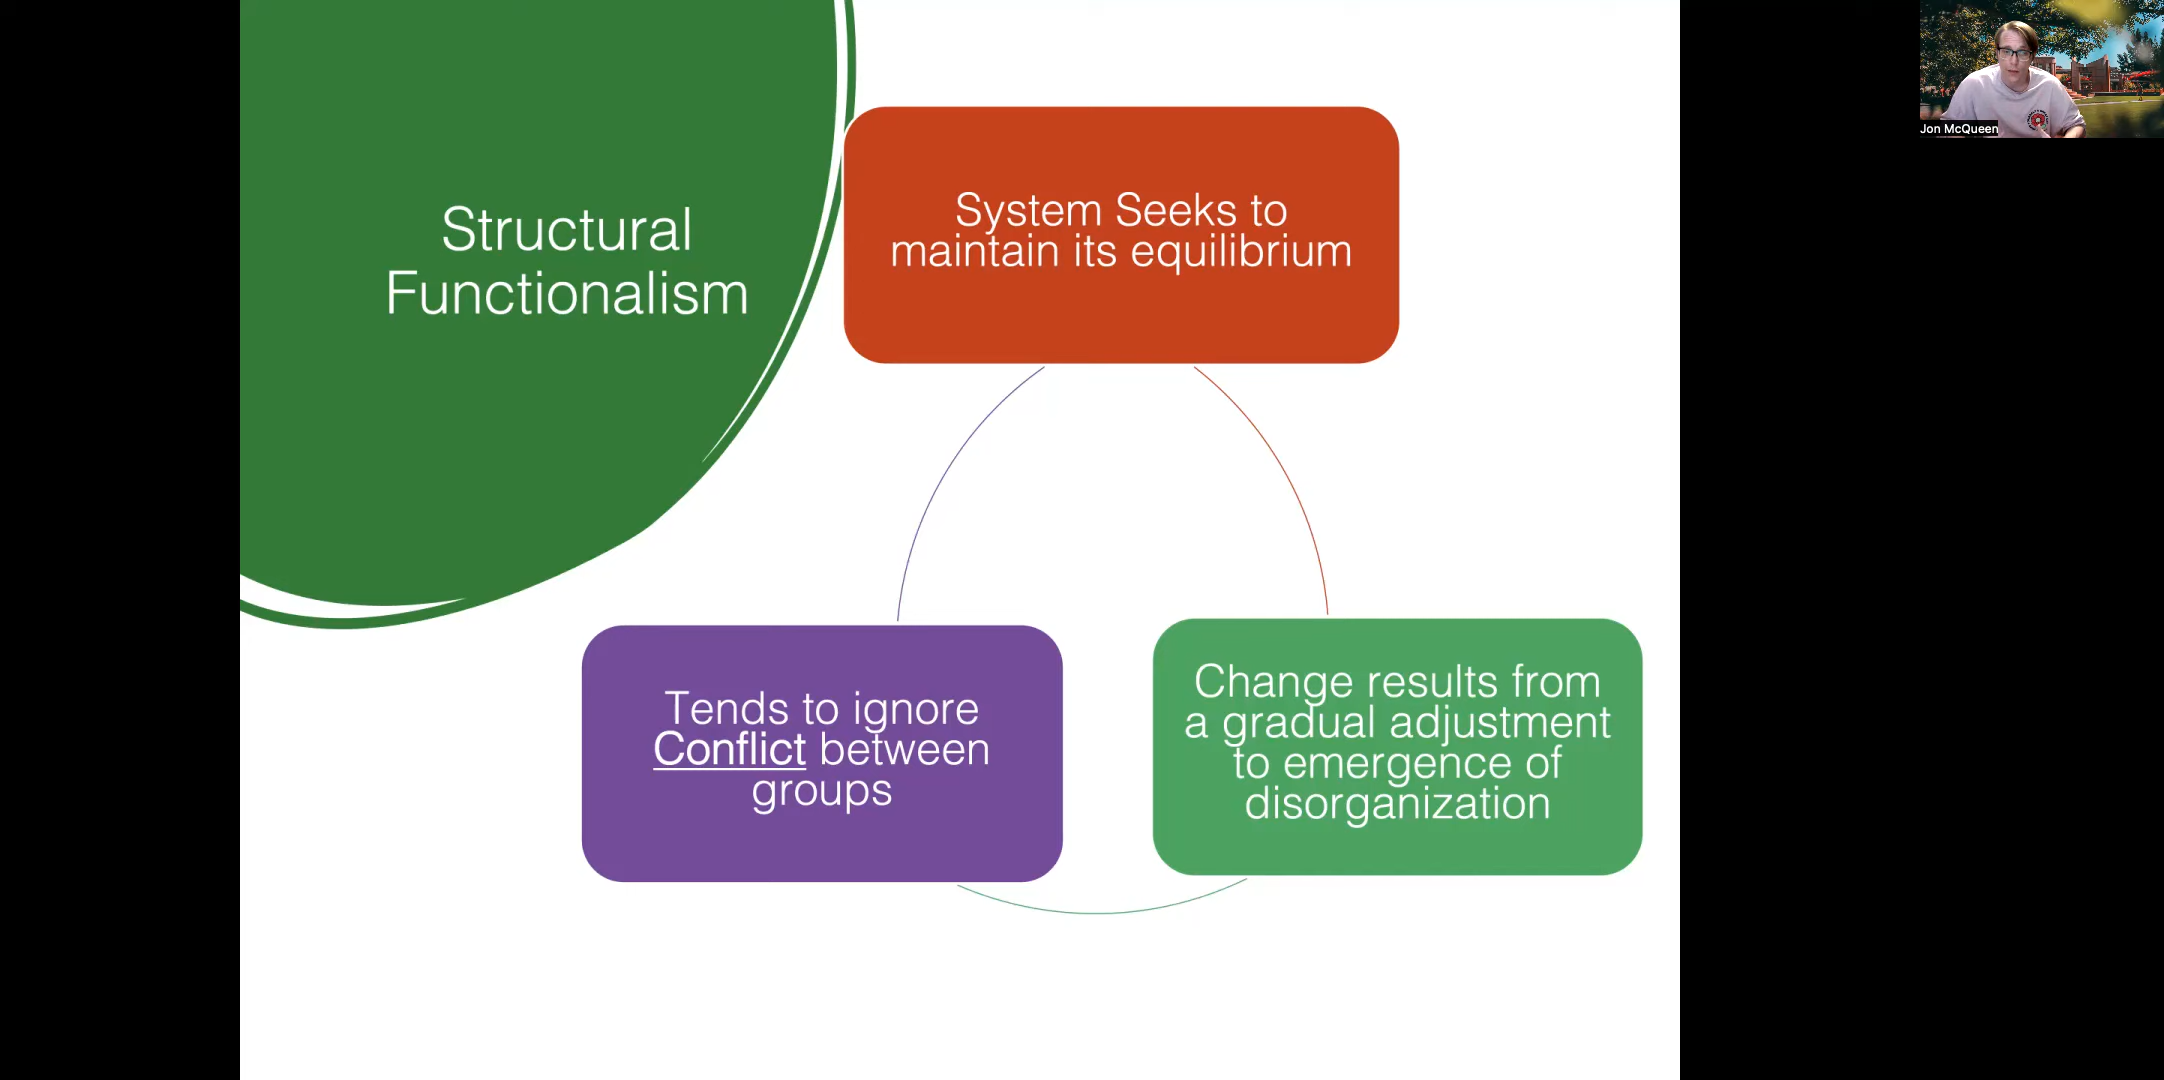 Structural
Functionalism
System Seeks to
maintain its equilibrium
Tends to ignore
Conflict between
groups
Change results from
a gradual adjustment
to emergence of
disorganization
Jon McQueen